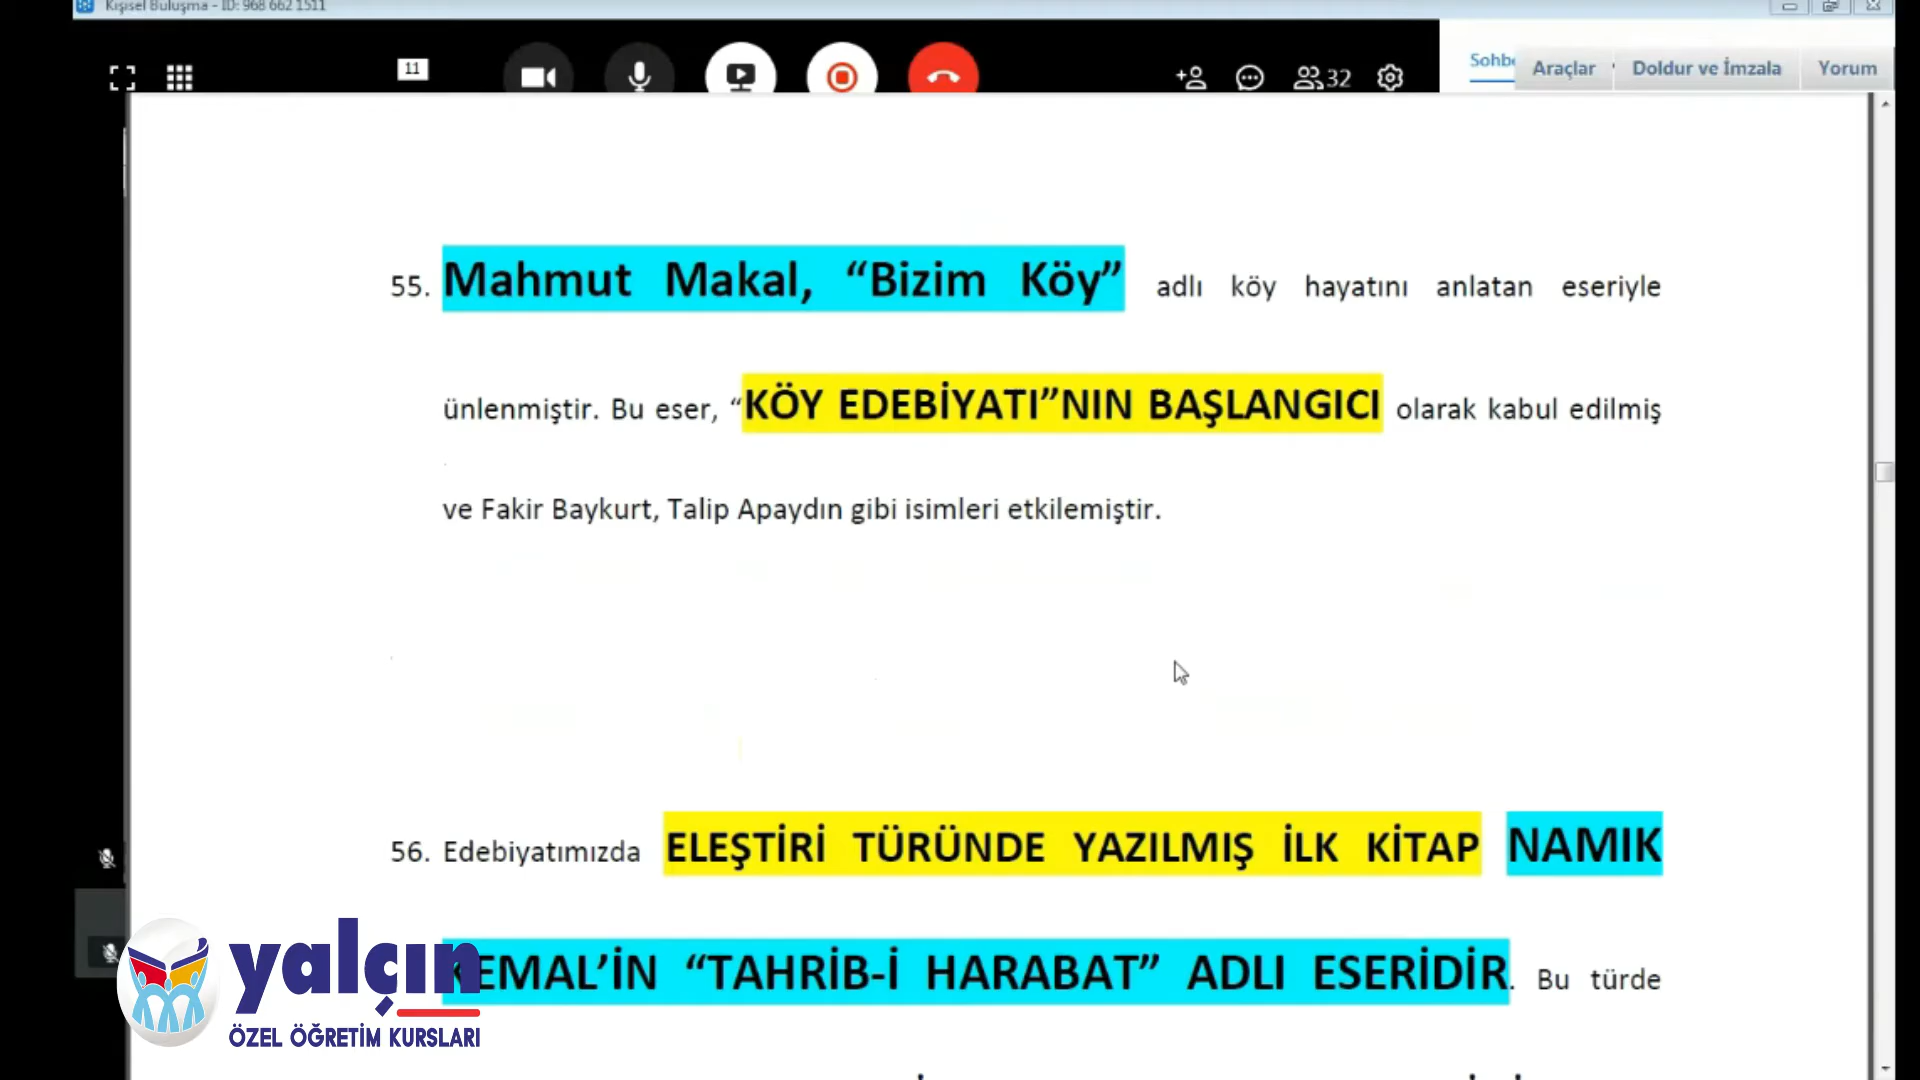 Kişisel Buluşma - ID: 968 662 1511
11
32
Araçlar
Doldur ve İmzala
Yorum
55. Mahmut Makal, “Bizim Köy” adlı köy hayatını anlatan eseriyle
ünlenmiştir. Bu eser, “KÖY EDEBİYATI”NIN BAŞLANGICI olarak kabul edilmiş
ve Fakir Baykurt, Talip Apaydın gibi isimleri etkilemiştir.
56. Edebiyatımızda ELEŞTİRİ TÜRÜNDE YAZILMIŞ İLK KİTAP NAMIK
KEMAL’İN “TAHRİB-İ HARABAT” ADLI ESERİDİR. Bu türde
yalçın
ÖZEL ÖĞRETİM KURSLARI